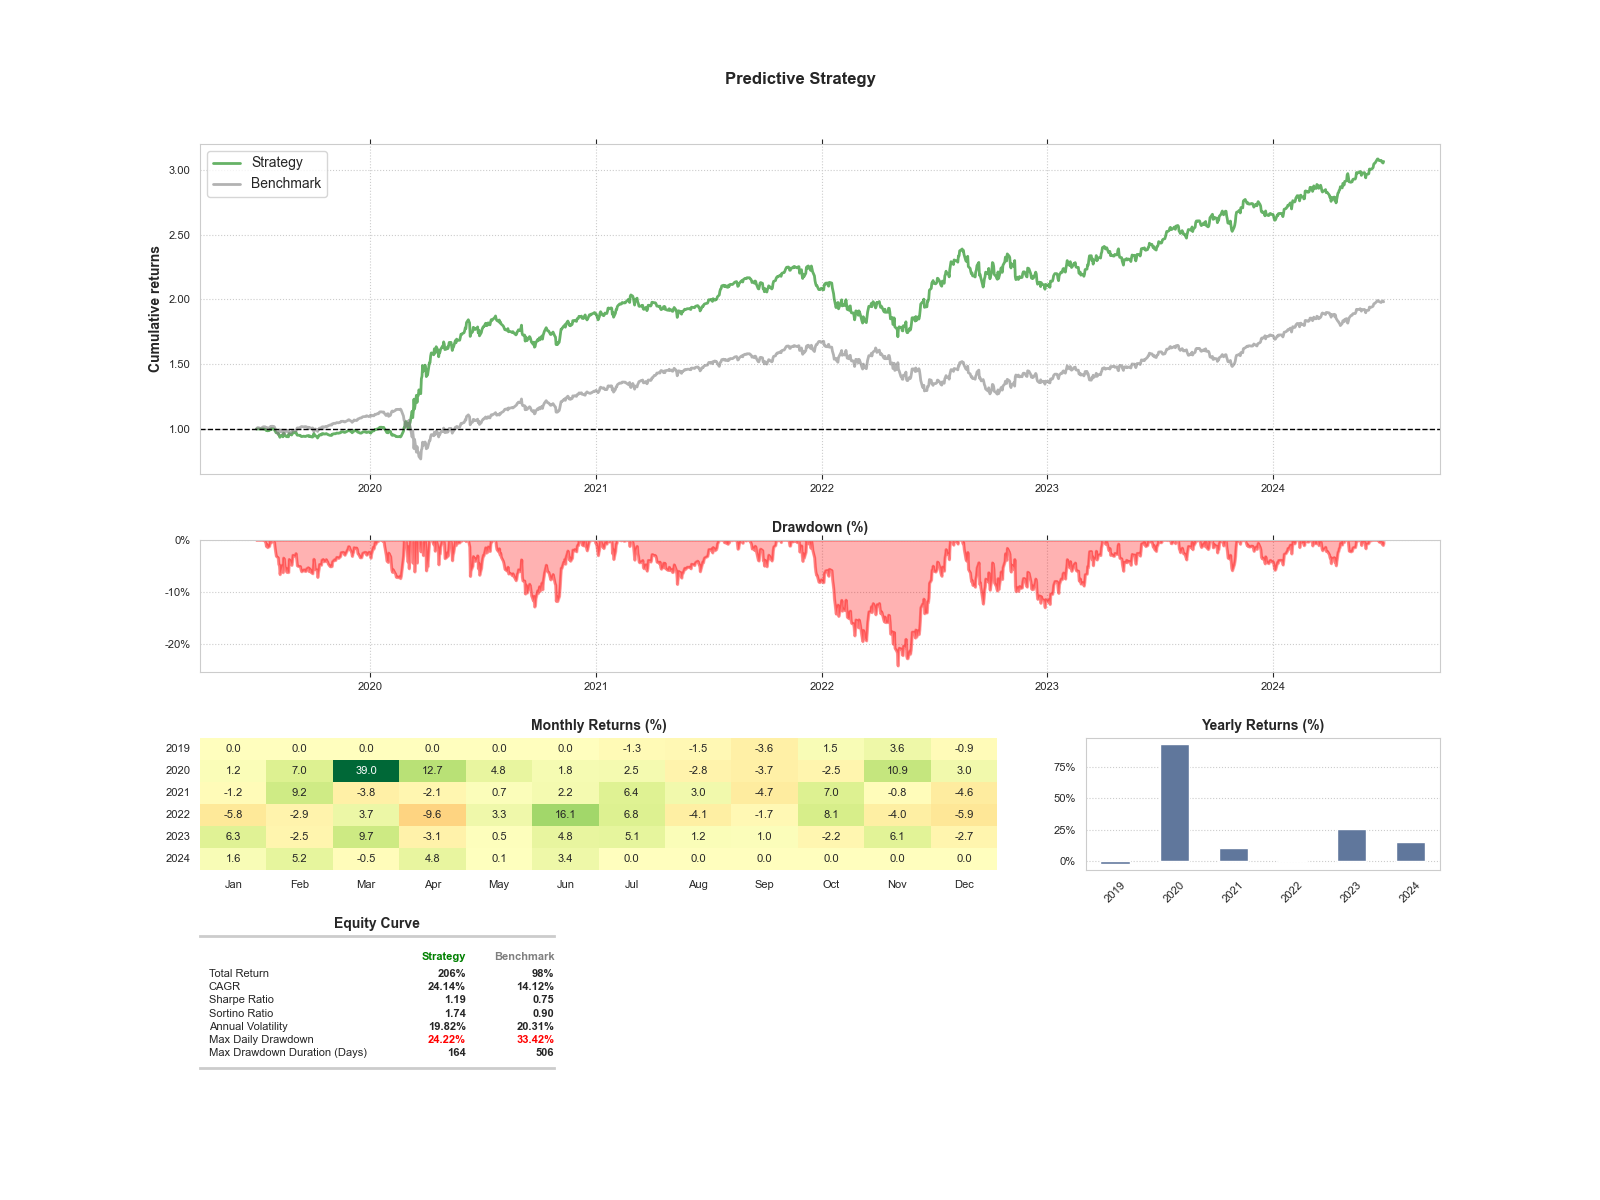 Predictive Strategy
Strategy
Benchmark
Cumulative returns
3.00
2.50
2.00
1.50
1.00
2020 2021 2022 2023 2024
Drawdown (%)
0%
-10%
-20%
2020 2021 2022 2023 2024
Monthly Returns (%)
2019 0.0 0.0 0.0 0.0 0.0 0.0 -1.3 -1.5 -3.6 1.5 3.6 -0.9
2020 1.2 7.0 39.0 12.7 4.8 1.8 2.5 -2.8 -3.7 -2.5 10.9 3.0
2021 -1.2 9.2 -3.8 -2.1 0.7 2.2 6.4 3.0 -4.7 7.0 -0.8 -4.6
2022 -5.8 -2.9 3.7 -9.6 3.3 16.1 6.8 -4.1 -1.7 8.1 -4.0 -5.9
2023 6.3 -2.5 9.7 -3.1 0.5 4.8 5.1 1.2 1.0 -2.2 6.1 -2.7
2024 1.6 5.2 -0.5 4.8 0.1 3.4 0.0 0.0 0.0 0.0 0.0 0.0
Jan Feb Mar Apr May Jun Jul Aug Sep Oct Nov Dec
Yearly Returns (%)
75%
50%
25%
0%
2019 2020 2021 2022 2023 2024
Equity Curve
Strategy Benchmark
Total Return 206% 98%
CAGR 24.14% 14.12%
Sharpe Ratio 1.19 0.75
Sortino Ratio 1.74 0.90
Annual Volatility 19.82% 20.31%
Max Daily Drawdown 24.22% 33.42%
Max Drawdown Duration (Days) 164 506